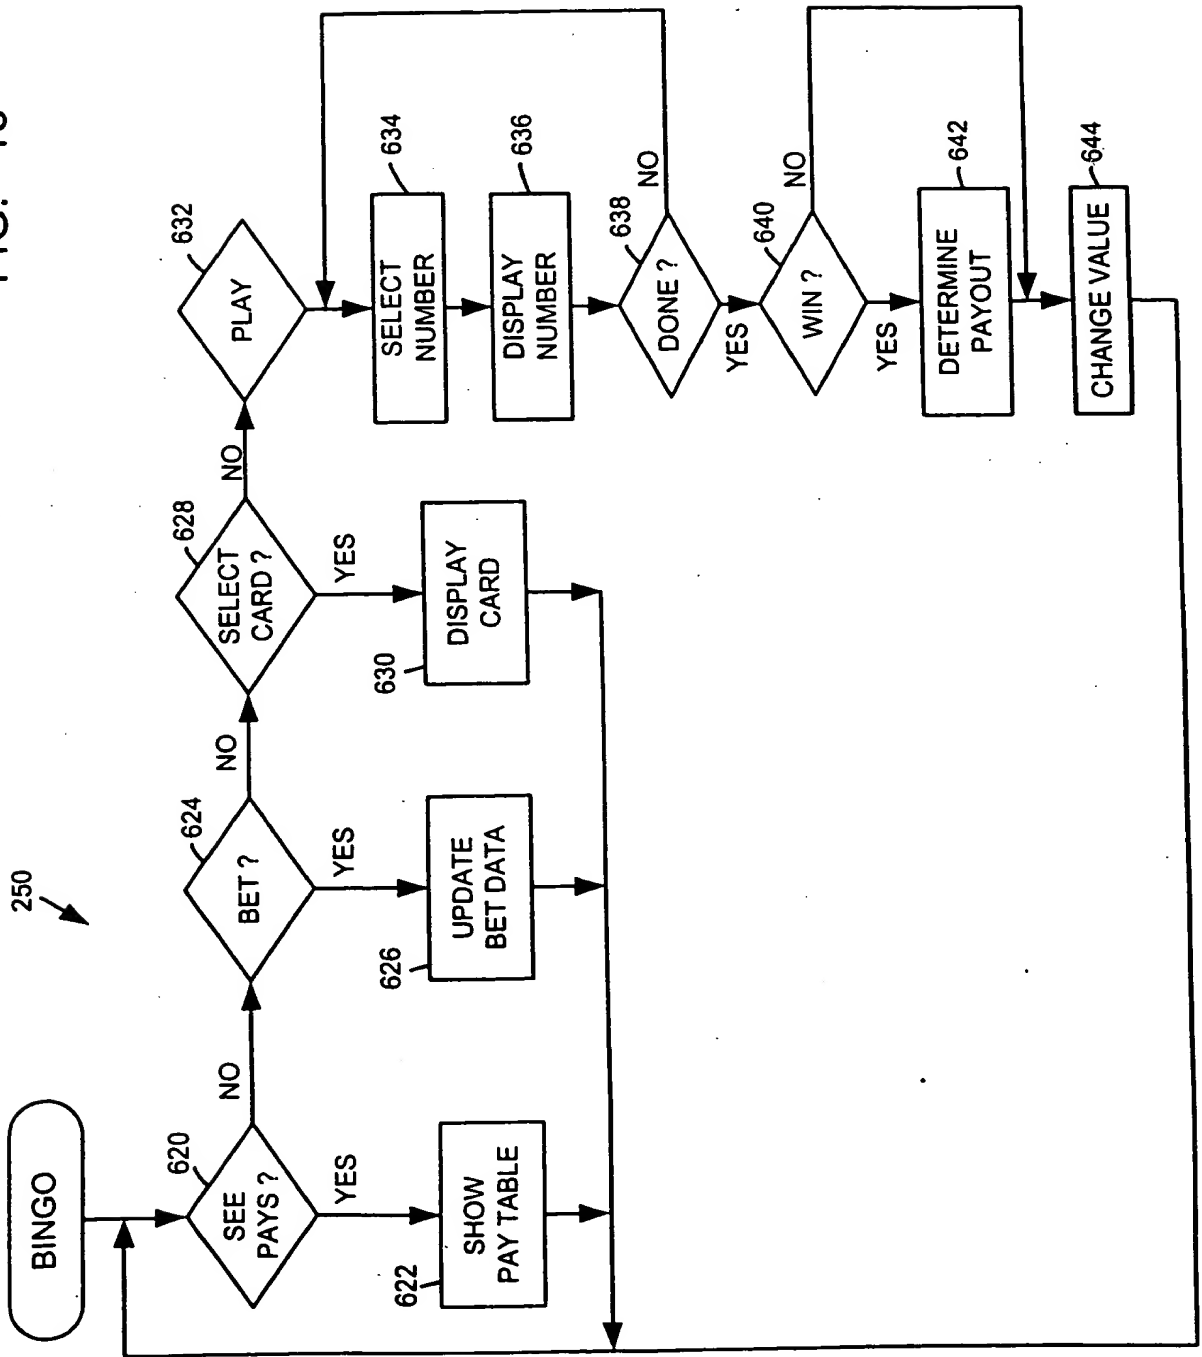 FIG.
250
BINGO
620
SEE
PAYS ?
NO
YES
622
SHOW
PAY TABLE
624
BET ?
NO
YES
626
UPDATE
BET DATA
628
SELECT
CARD ?
NO
YES
630
DISPLAY
CARD
632
PLAY
634
SELECT
NUMBER
636
DISPLAY
NUMBER
638
DONE ?
NO
YES
640
WIN ?
NO
YES
642
DETERMINE
PAYOUT
644
CHANGE VALUE